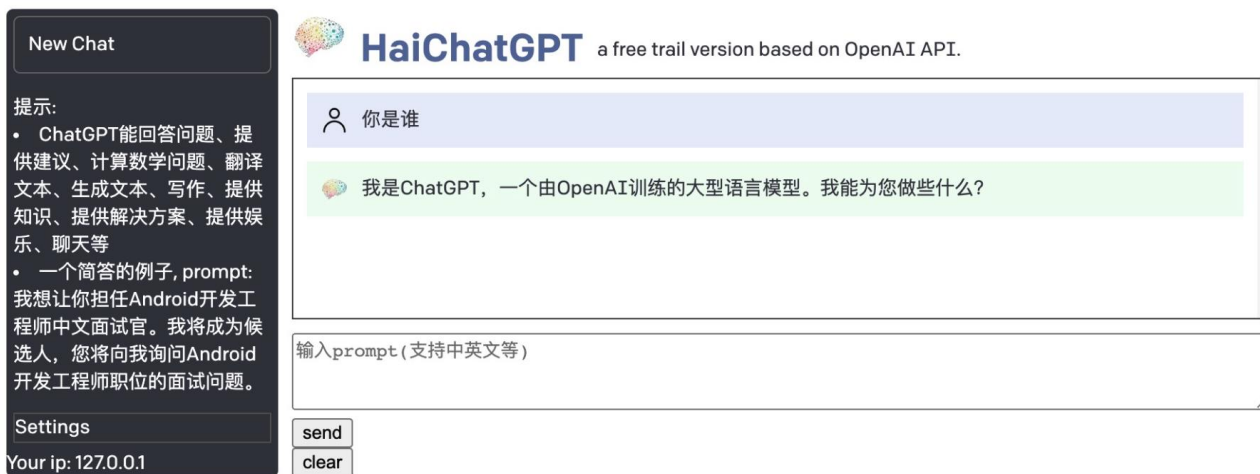 New Chat
提示:
• ChatGPT能回答问题、提
供建议、计算数学问题、翻译
文本、生成文本、写作、提供
知识、提供解决方案、提供娱
乐、聊天等
• 一个简答的例子, prompt:
我想让你担任Android开发工
程师中文面试官。我将成为候
选人，您将向我询问Android
开发工程师职位的面试问题。
Settings
Your ip: 127.0.0.1
HaiChatGPT a free trail version based on OpenAI API.
你是谁
我是ChatGPT，一个由OpenAI训练的大型语言模型。我能为您做些什么?
输入prompt(支持中英文等)
send
clear